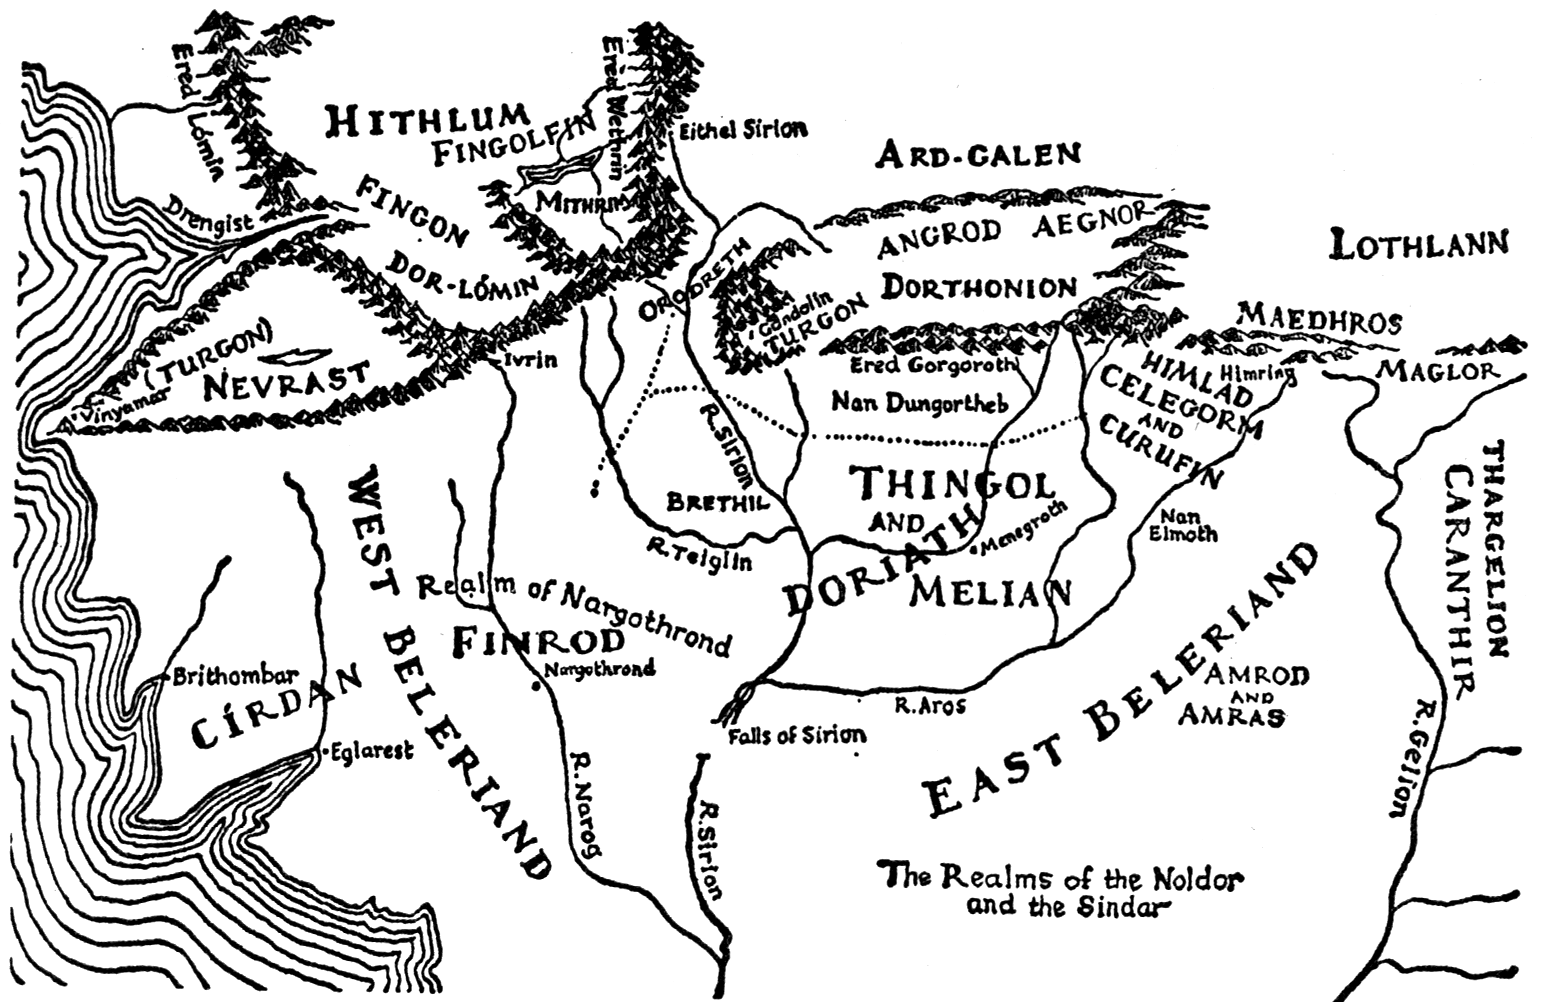 Ered Lómin
HITHLUM
FINGOLFIN
Ered Wethrin
Eithel Sirion
ARD-GALEN
Drengist
FINGON
MITHRIM
ANGROD AEGNOR
LOTHLANN
DOR-LÓMIN
ORODRETH
DORTHONION
Gondolin
TURGON
MAEDHROS
(TURGON)
NEVRAST
Vinyamar
Ivrin
Ered Gorgoroth
HIMLAD
Himring
MAGLOR
Nan Dungortheb
CELEGORM
AND
CURUFIN
R. Sirion
THARGELION
CARANTHIR
WEST BELERIAND
BRETHIL
THINGOL
AND
MELIAN
DORIATH
Menegroth
Nan
Elmoth
R. Teiglin
Realm of Nargothrond
FINROD
Nargothrond
Brithombar
CÍRDAN
Eglarest
R. Aros
Falls of Sirion
EAST BELERIAND
AMROD
AND
AMRAS
R. Gelion
R. Narog
R. Sirion
The Realms of the Noldor
and the Sindar